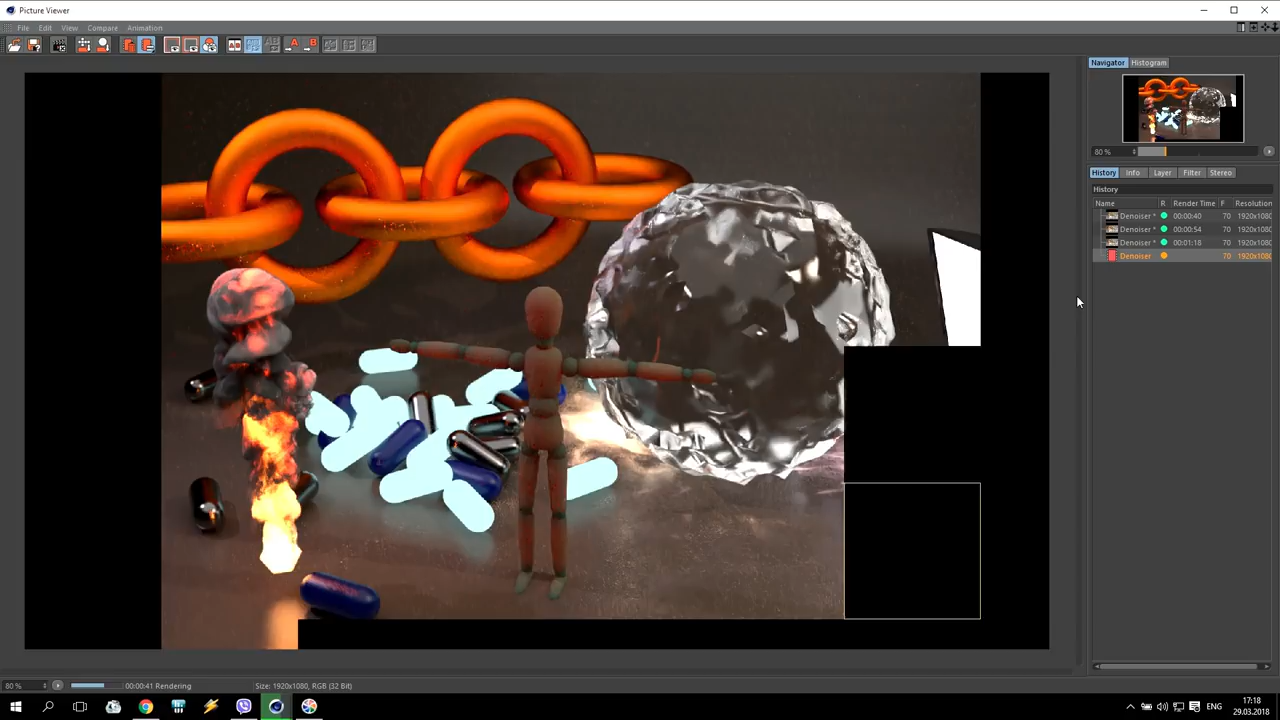 Picture Viewer
File Edit View Compare Animation
Navigator Histogram
80 %
History Info Layer Filter Stereo
History
Name R Render Time F Resolution
Denoiser * 00:00:40 70 1920x1080
Denoiser * 00:00:54 70 1920x1080
Denoiser * 00:01:18 70 1920x1080
Denoiser 70 1920x1080
80 % 00:00:41 Rendering Size: 1920x1080, RGB (32 Bit)
ENG
17:18
29.03.2018